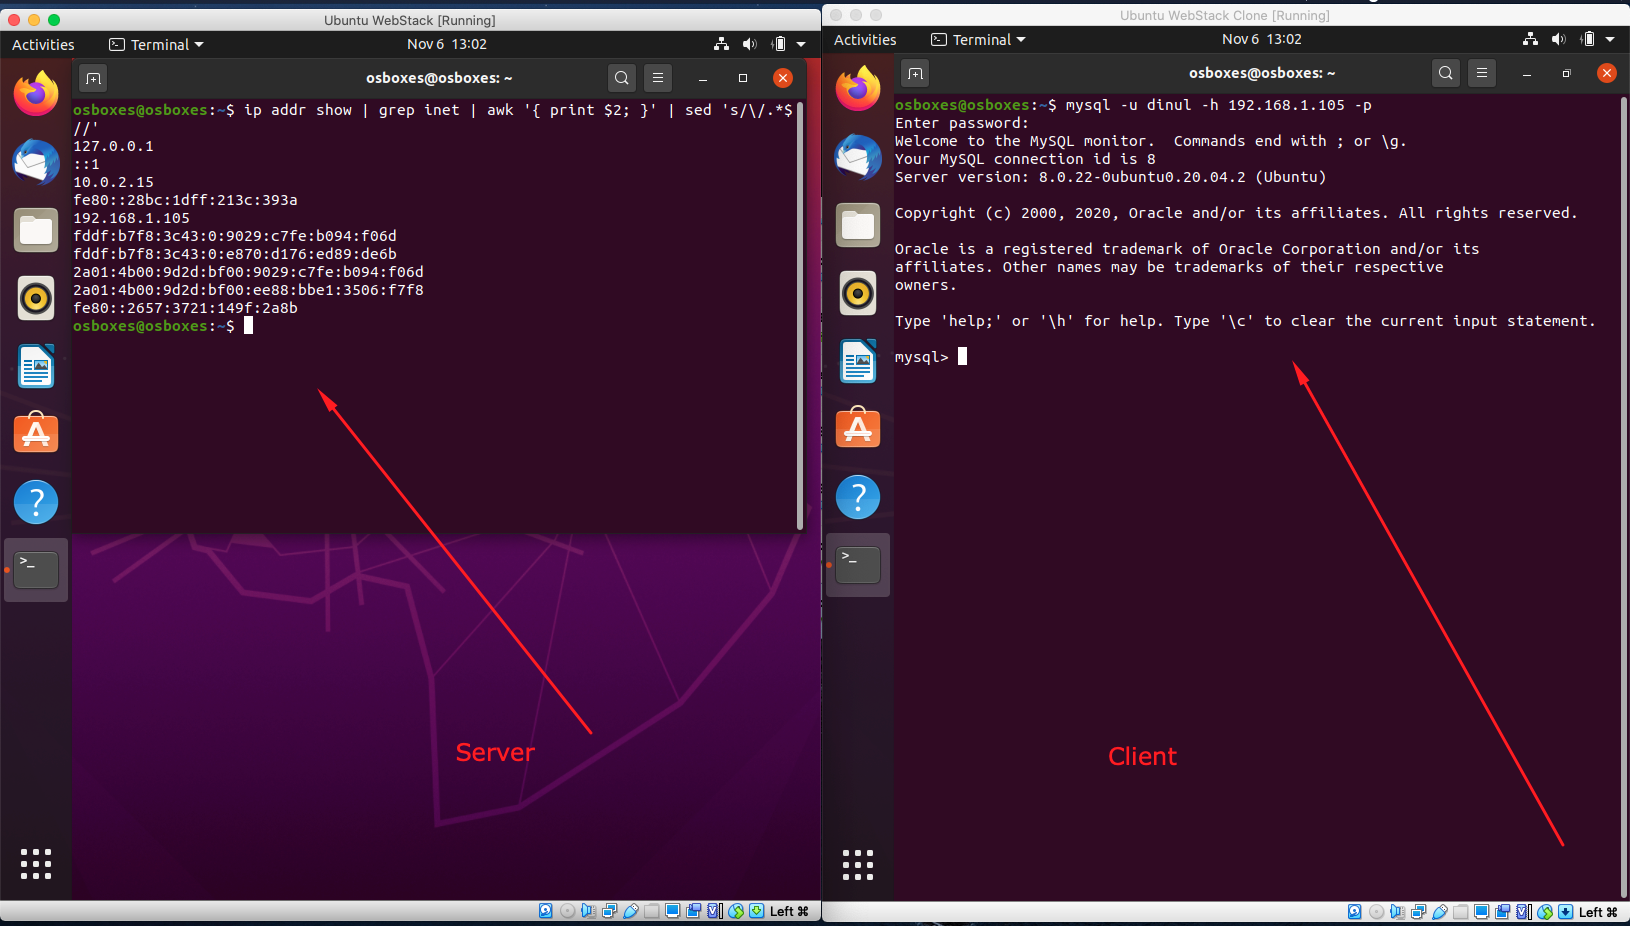 Ubuntu WebStack [Running]
Activities
Terminal
Nov 6 13:02
osboxes@osboxes: ~
osboxes@osboxes:~$ ip addr show | grep inet | awk '{ print $2; }' | sed 's/\/.*$
//'
127.0.0.1
::1
10.0.2.15
fe80::28bc:1dff:213c:393a
192.168.1.105
fddf:b7f8:3c43:0:9029:c7fe:b094:f06d
fddf:b7f8:3c43:0:e870:d176:ed89:de6b
2a01:4b00:9d2d:bf00:9029:c7fe:b094:f06d
2a01:4b00:9d2d:bf00:ee88:bbe1:3506:f7f8
fe80::2657:3721:149f:2a8b
osboxes@osboxes:~$
Server
Left ⌘
Ubuntu WebStack Clone [Running]
Activities
Terminal
Nov 6 13:02
osboxes@osboxes: ~
osboxes@osboxes:~$ mysql -u dinul -h 192.168.1.105 -p
Enter password:
Welcome to the MySQL monitor.  Commands end with ; or \g.
Your MySQL connection id is 8
Server version: 8.0.22-0ubuntu0.20.04.2 (Ubuntu)
Copyright (c) 2000, 2020, Oracle and/or its affiliates. All rights reserved.
Oracle is a registered trademark of Oracle Corporation and/or its
affiliates. Other names may be trademarks of their respective
owners.
Type 'help;' or '\h' for help. Type '\c' to clear the current input statement.
mysql>
Client
Left ⌘